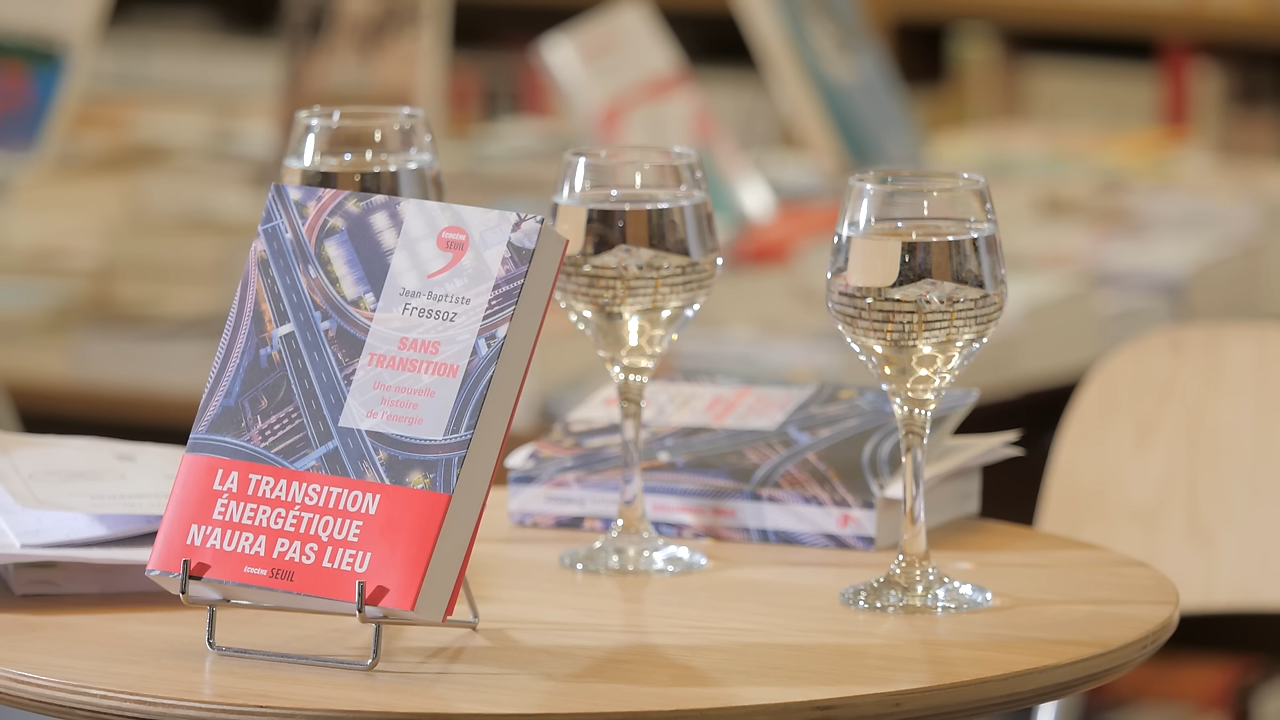 ÉCOCÈNE
SEUIL
Jean-Baptiste
Fressoz
SANS
TRANSITION
Une nouvelle
histoire
de l'énergie
LA TRANSITION
ÉNERGÉTIQUE
N'AURA PAS LIEU
ÉCOCÈNE SEUIL